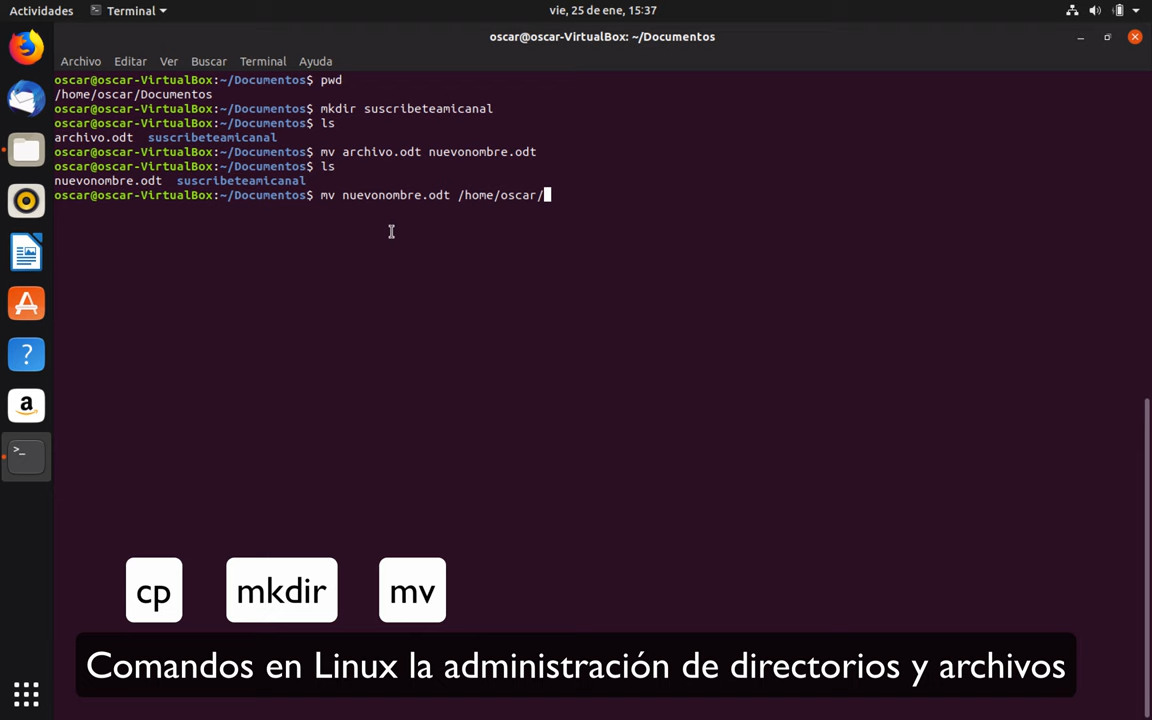 Actividades Terminal vie, 25 de ene, 15:37
oscar@oscar-VirtualBox: ~/Documentos
Archivo Editar Ver Buscar Terminal Ayuda
oscar@oscar-VirtualBox:~/Documentos$ pwd
/home/oscar/Documentos
oscar@oscar-VirtualBox:~/Documentos$ mkdir suscribeteamicanal
oscar@oscar-VirtualBox:~/Documentos$ ls
archivo.odt suscribeteamicanal
oscar@oscar-VirtualBox:~/Documentos$ mv archivo.odt nuevonombre.odt
oscar@oscar-VirtualBox:~/Documentos$ ls
nuevonombre.odt suscribeteamicanal
oscar@oscar-VirtualBox:~/Documentos$ mv nuevonombre.odt /home/oscar/
cp mkdir mv
Comandos en Linux la administración de directorios y archivos